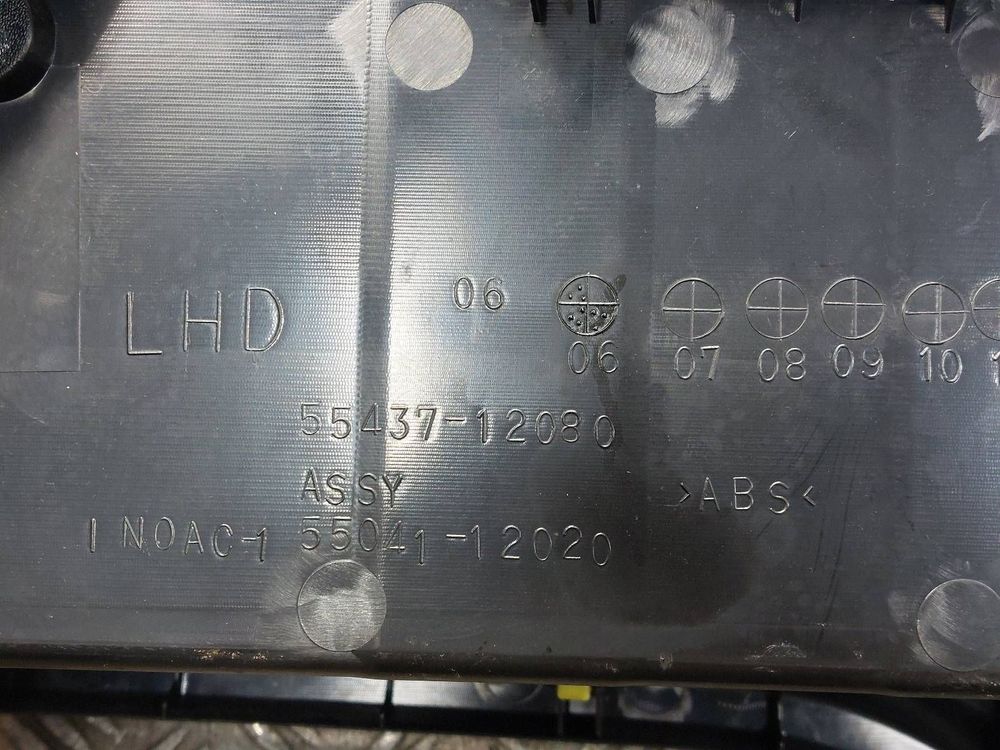 LHD 06
06 07 08 09 10
55437-12080
ASSY >ABS<
INOAC-1 55041-12020